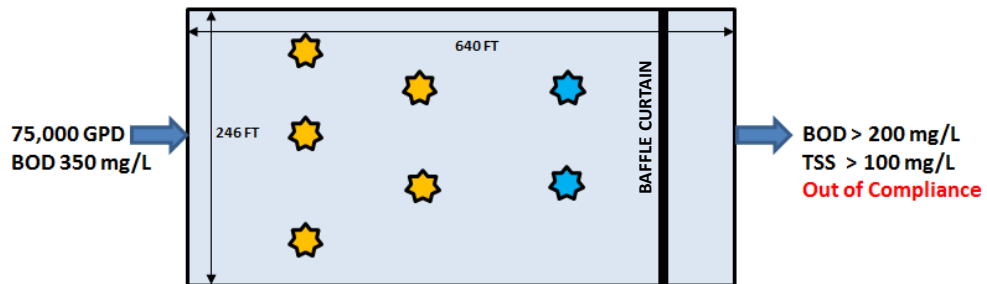 640 FT
75,000 GPD
BOD 350 mg/L
246 FT
BAFFLE CURTAIN
BOD > 200 mg/L
TSS > 100 mg/L
Out of Compliance